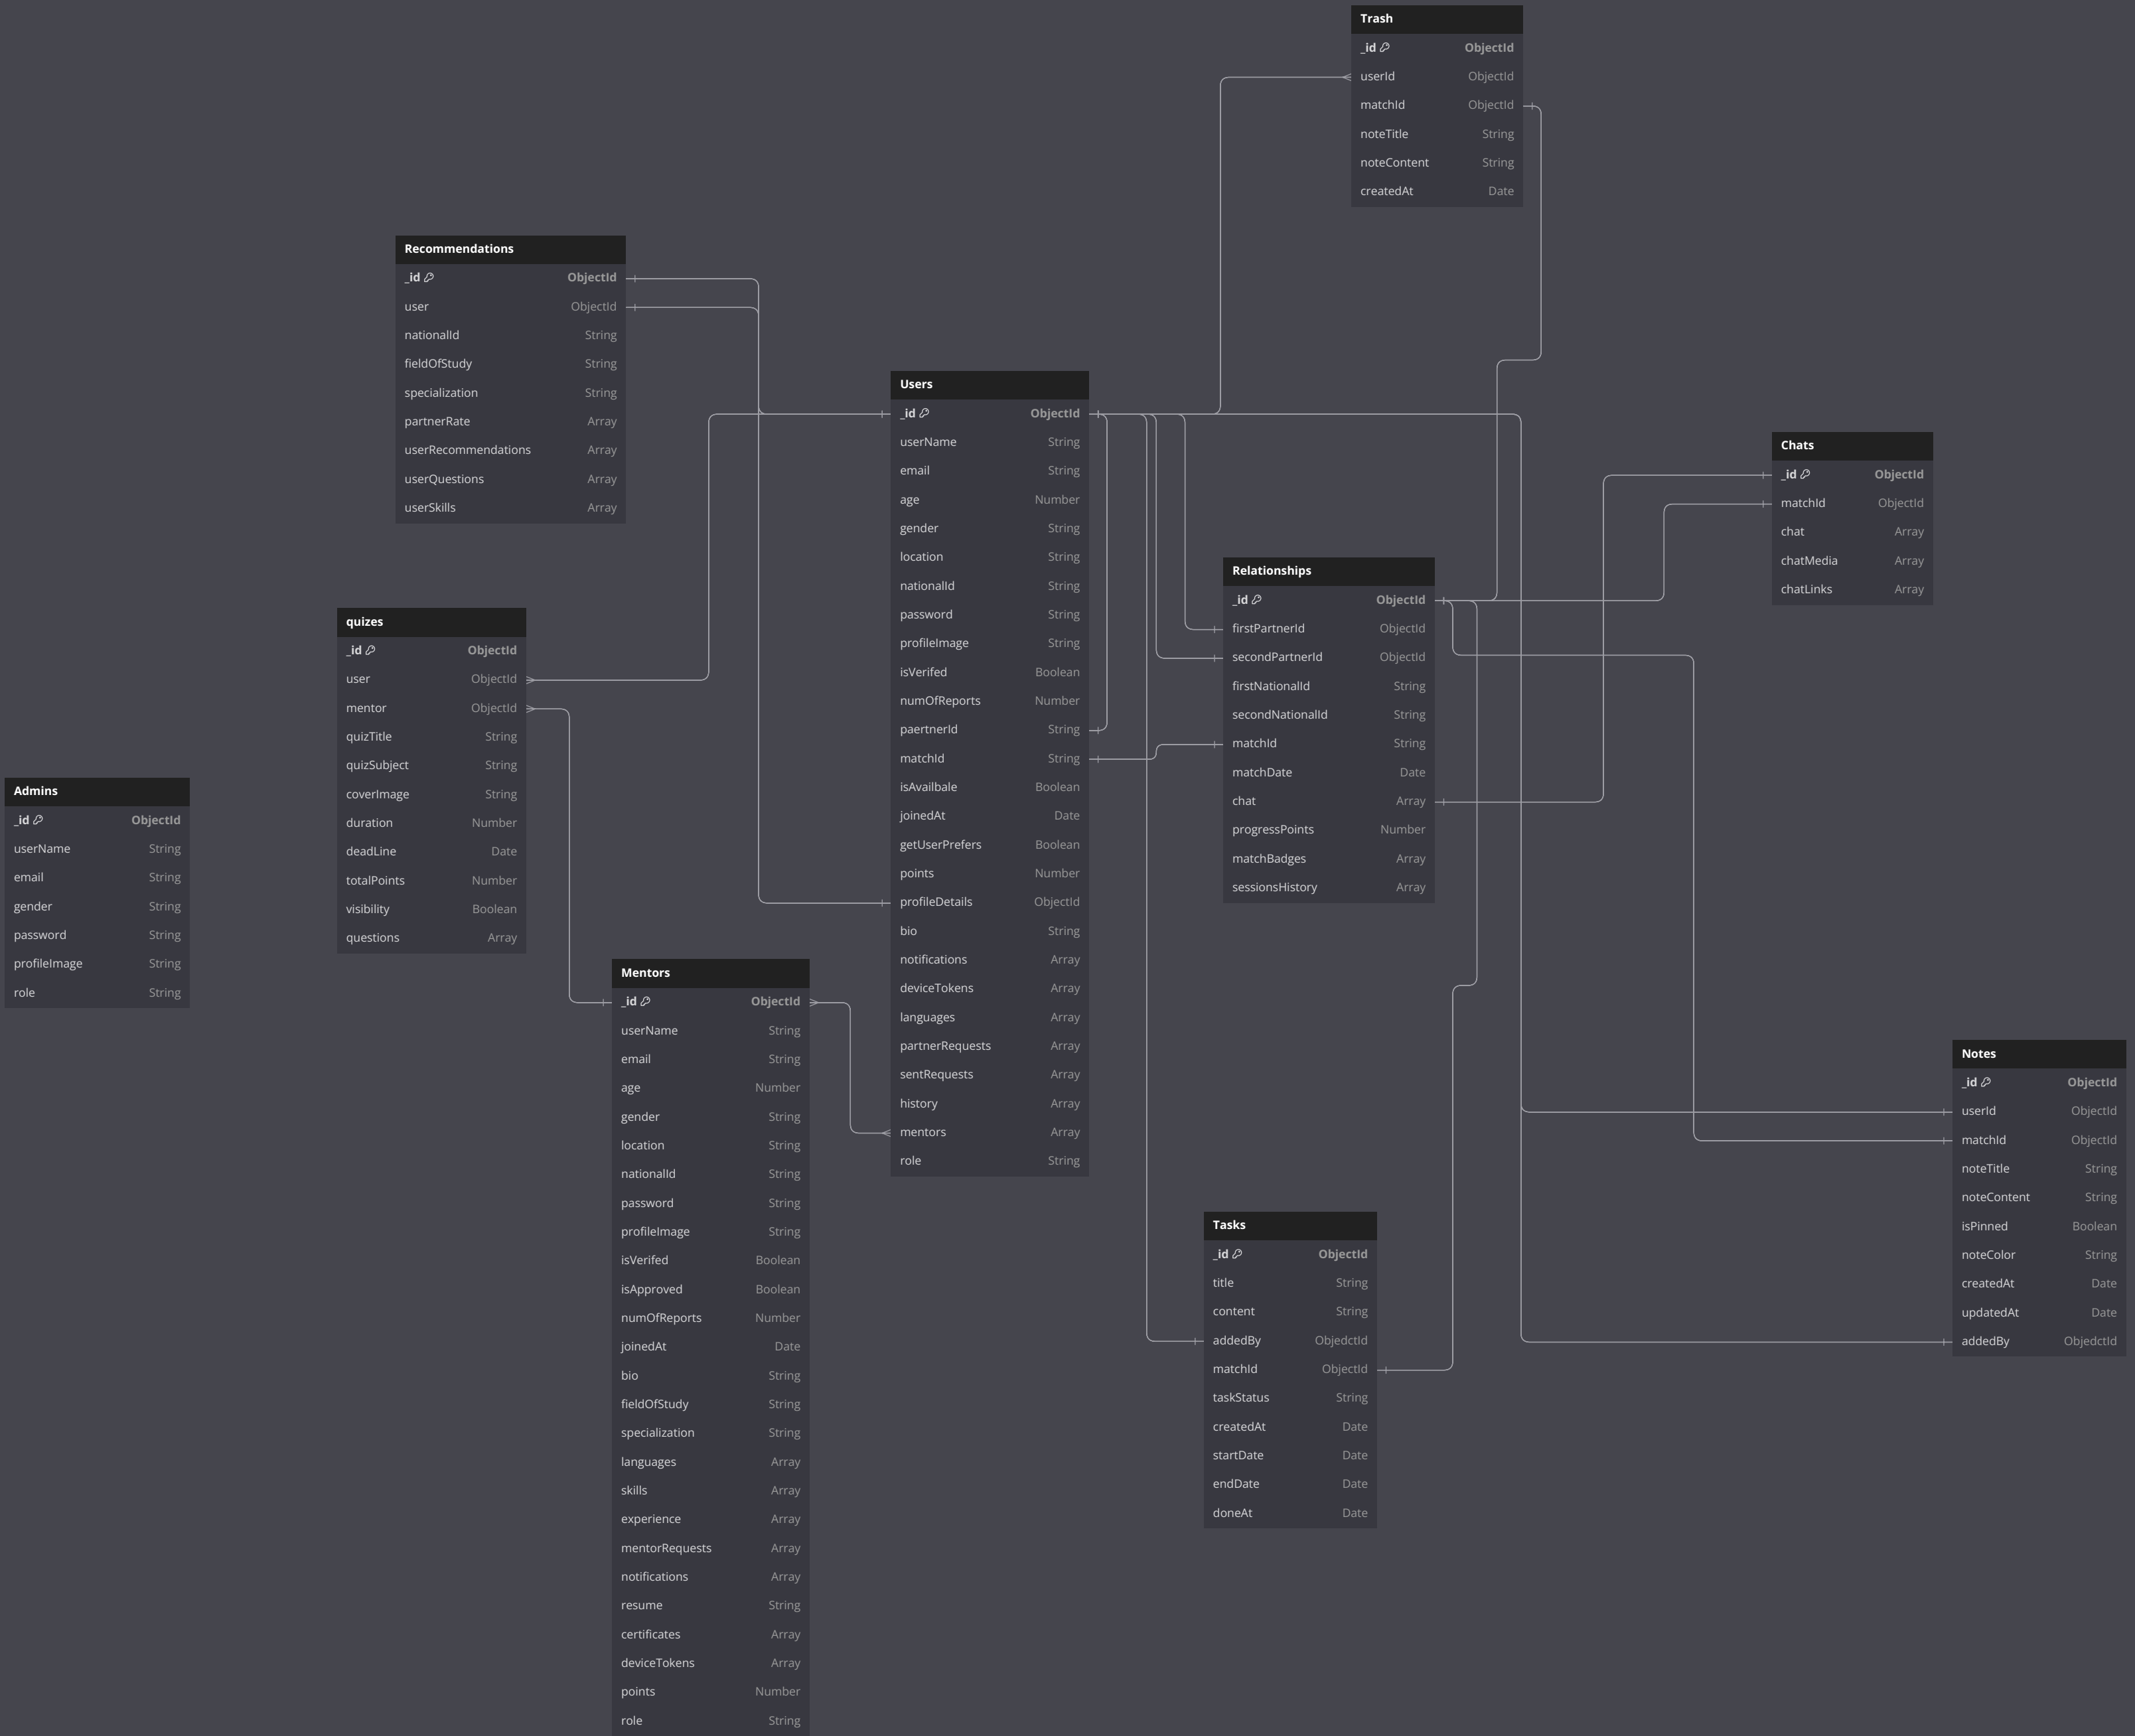 Trash
_id ObjectId
userId ObjectId
matchId ObjectId
noteTitle String
noteContent String
createdAt Date
Recommendations
_id ObjectId
user ObjectId
nationalId String
fieldOfStudy String
specialization String
partnerRate Array
userRecommendations Array
userQuestions Array
userSkills Array
Users
_id ObjectId
userName String
email String
age Number
gender String
location String
nationalId String
password String
profileImage String
isVerifed Boolean
numOfReports Number
paertnerId String
matchId String
isAvailbale Boolean
joinedAt Date
getUserPrefers Boolean
points Number
profileDetails ObjectId
bio String
notifications Array
deviceTokens Array
languages Array
partnerRequests Array
sentRequests Array
history Array
mentors Array
role String
Chats
_id ObjectId
matchId ObjectId
chat Array
chatMedia Array
chatLinks Array
Relationships
_id ObjectId
firstPartnerId ObjectId
secondPartnerId ObjectId
firstNationalId String
secondNationalId String
matchId String
matchDate Date
chat Array
progressPoints Number
matchBadges Array
sessionsHistory Array
quizes
_id ObjectId
user ObjectId
mentor ObjectId
quizTitle String
quizSubject String
coverImage String
duration Number
deadLine Date
totalPoints Number
visibility Boolean
questions Array
Admins
_id ObjectId
userName String
email String
gender String
password String
profileImage String
role String
Mentors
_id ObjectId
userName String
email String
age Number
gender String
location String
nationalId String
password String
profileImage String
isVerifed Boolean
isApproved Boolean
numOfReports Number
joinedAt Date
bio String
fieldOfStudy String
specialization String
languages Array
skills Array
experience Array
mentorRequests Array
notifications Array
resume String
certificates Array
deviceTokens Array
points Number
role String
Notes
_id ObjectId
userId ObjectId
matchId ObjectId
noteTitle String
noteContent String
isPinned Boolean
noteColor String
createdAt Date
updatedAt Date
addedBy ObjedctId
Tasks
_id ObjectId
title String
content String
addedBy ObjedctId
matchId ObjectId
taskStatus String
createdAt Date
startDate Date
endDate Date
doneAt Date